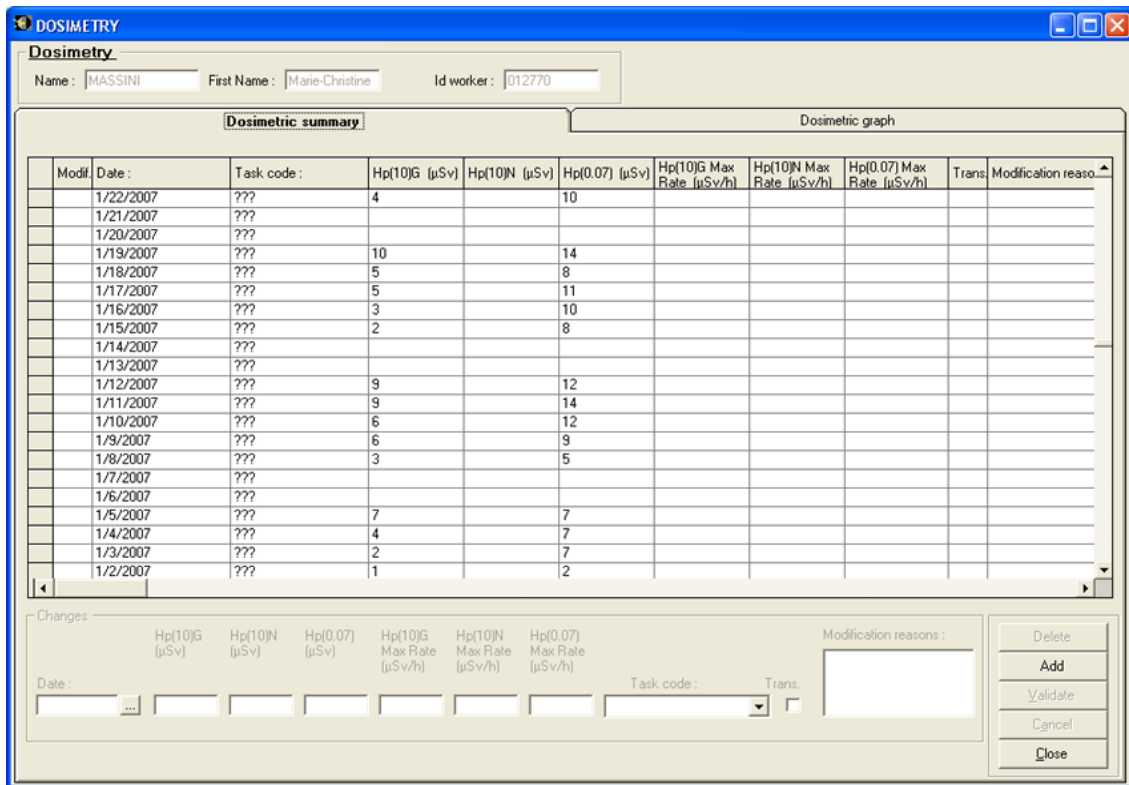 DOSIMETRY
Dosimetry
Name : MASSINI First Name : Marie-Christine Id worker : 012770
Dosimetric summary Dosimetric graph
Modif. Date : Task code : Hp(10)G (µSv) Hp(10)N (µSv) Hp(0.07) (µSv) Hp(10)G Max Rate (µSv/h) Hp(10)N Max Rate (µSv/h) Hp(0.07) Max Rate (µSv/h) Trans. Modification reaso
1/22/2007 ??? 4 10
1/21/2007 ???
1/20/2007 ???
1/19/2007 ??? 10 14
1/18/2007 ??? 5 8
1/17/2007 ??? 5 11
1/16/2007 ??? 3 10
1/15/2007 ??? 2 8
1/14/2007 ???
1/13/2007 ???
1/12/2007 ??? 9 12
1/11/2007 ??? 9 14
1/10/2007 ??? 6 12
1/9/2007 ??? 6 9
1/8/2007 ??? 3 5
1/7/2007 ???
1/6/2007 ???
1/5/2007 ??? 7 7
1/4/2007 ??? 4 7
1/3/2007 ??? 2 7
1/2/2007 ??? 1 2
Changes
Hp(10)G (µSv) Hp(10)N (µSv) Hp(0.07) (µSv) Hp(10)G Max Rate (µSv/h) Hp(10)N Max Rate (µSv/h) Hp(0.07) Max Rate (µSv/h) Modification reasons :
Date : Task code : Trans.
...
Delete
Add
Validate
Cancel
Close